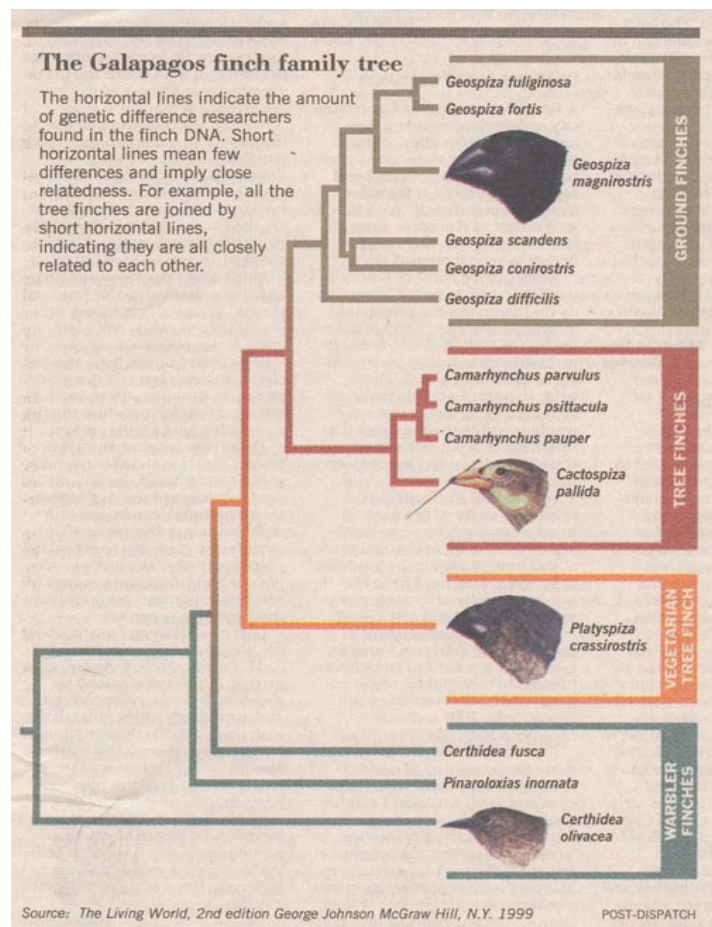 The Galapagos finch family tree
The horizontal lines indicate the amount
of genetic difference researchers
found in the finch DNA. Short
horizontal lines mean few
differences and imply close
relatedness. For example, all the
tree finches are joined by
short horizontal lines,
indicating they are all closely
related to each other.
Geospiza fuliginosa
Geospiza fortis
Geospiza
magnirostris
Geospiza scandens
Geospiza conirostris
Geospiza difficilis
GROUND FINCHES
Camarhynchus parvulus
Camarhynchus psittacula
Camarhynchus pauper
Cactospiza
pallida
TREE FINCHES
Platyspiza
crassirostris
VEGETARIAN
TREE FINCH
Certhidea fusca
Pinaroloxias inornata
Certhidea
olivacea
WARBLER
FINCHES
Source: The Living World, 2nd edition George Johnson McGraw Hill, N.Y. 1999
POST-DISPATCH